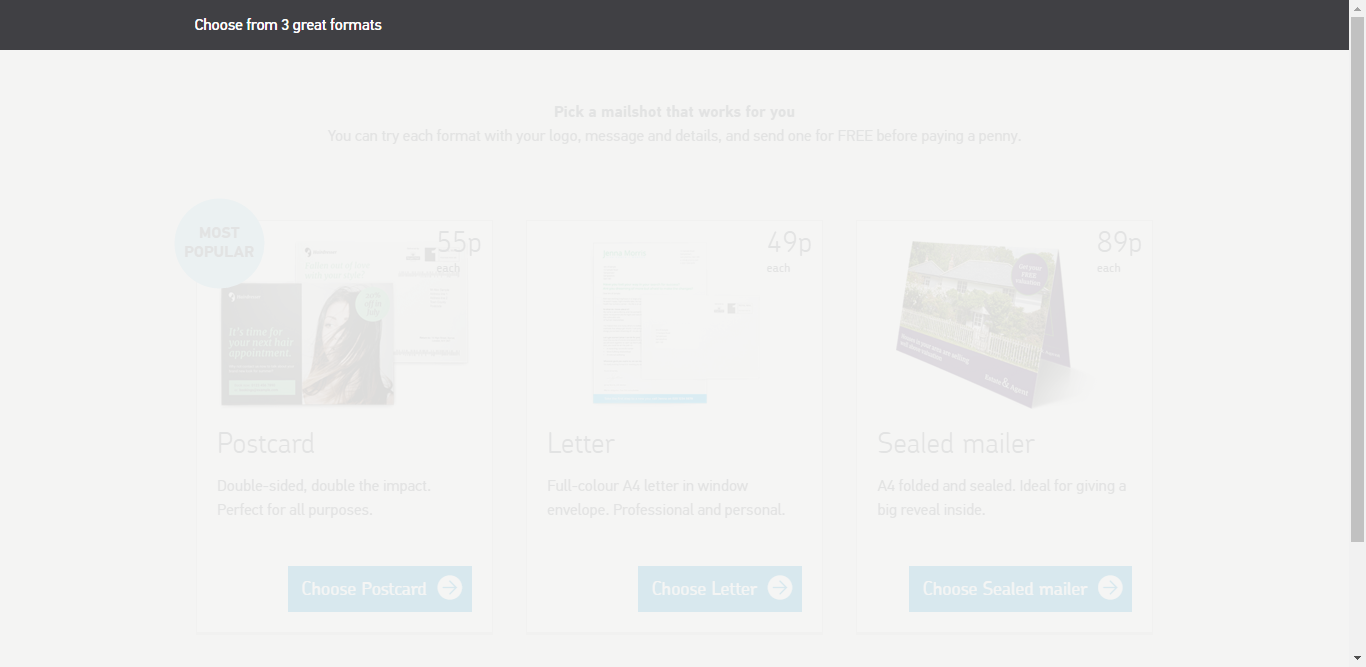 Choose from 3 great formats
Pick a mailshot that works for you
You can try each format with your logo, message and details, and send one for FREE before paying a penny.
MOST
POPULAR
55p
each
It's time for
your next hair
appointment.
Postcard
Double-sided, double the impact.
Perfect for all purposes.
Choose Postcard
49p
each
Letter
Full-colour A4 letter in window
envelope. Professional and personal.
Choose Letter
89p
each
Sealed mailer
A4 folded and sealed. Ideal for giving a
big reveal inside.
Choose Sealed mailer